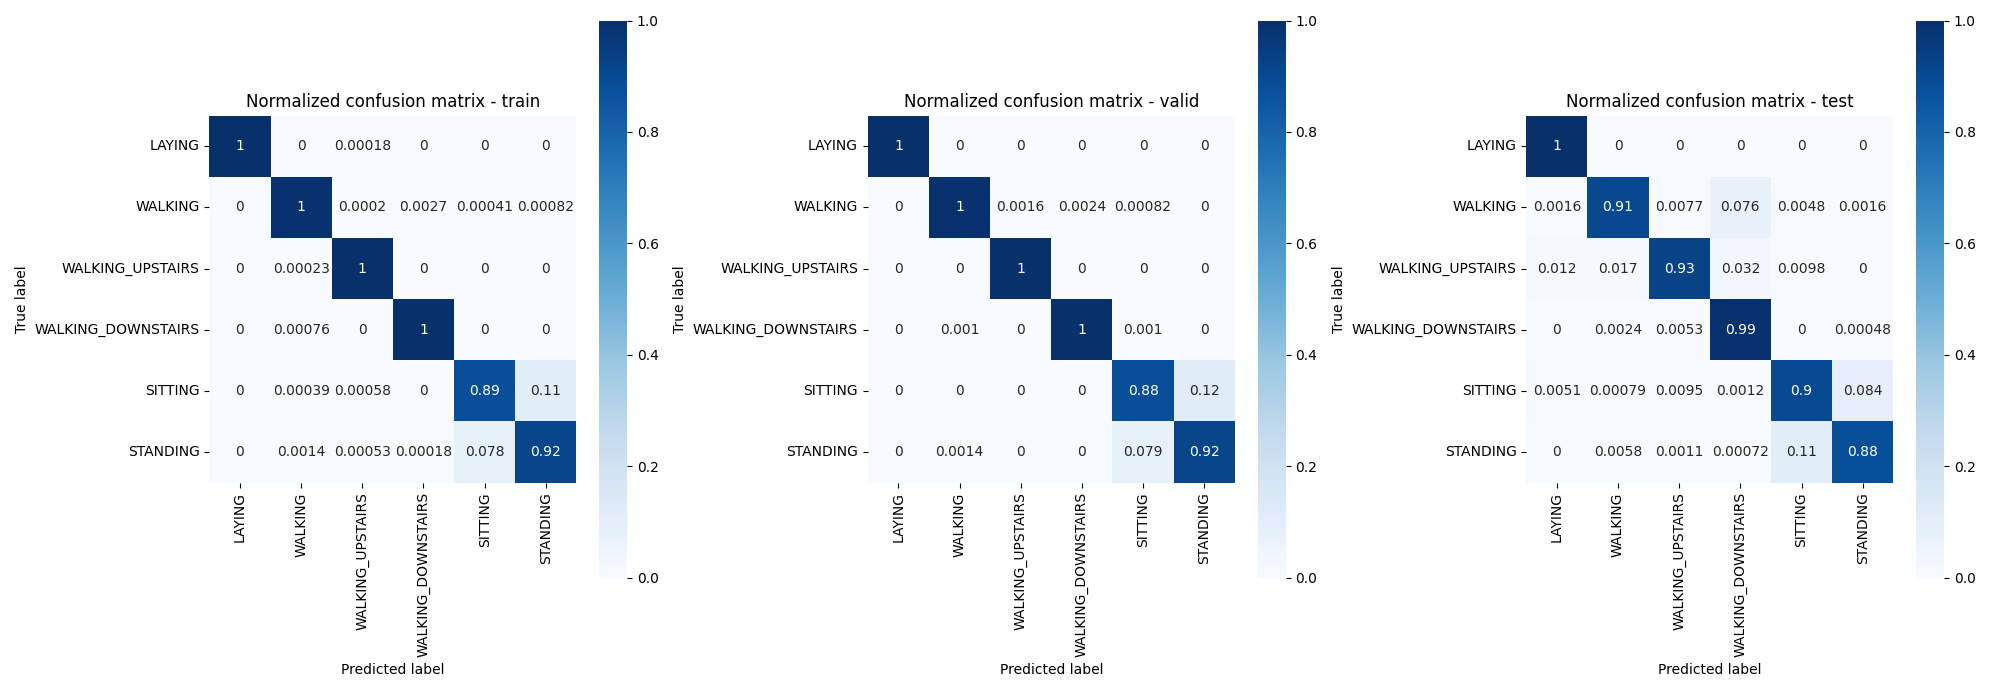 Normalized confusion matrix - train
True label
LAYING 1 0 0.00018 0 0 0
WALKING 0 1 0.0002 0.0027 0.00041 0.00082
WALKING_UPSTAIRS 0 0.00023 1 0 0 0
WALKING_DOWNSTAIRS 0 0.00076 0 1 0 0
SITTING 0 0.00039 0.00058 0 0.89 0.11
STANDING 0 0.0014 0.00053 0.00018 0.078 0.92
LAYING
WALKING
WALKING_UPSTAIRS
WALKING_DOWNSTAIRS
SITTING
STANDING
Predicted label
1.0
0.8
0.6
0.4
0.2
0.0
Normalized confusion matrix - valid
True label
LAYING 1 0 0 0 0 0
WALKING 0 1 0.0016 0.0024 0.00082 0
WALKING_UPSTAIRS 0 0 1 0 0 0
WALKING_DOWNSTAIRS 0 0.001 0 1 0.001 0
SITTING 0 0 0 0 0.88 0.12
STANDING 0 0.0014 0 0 0.079 0.92
LAYING
WALKING
WALKING_UPSTAIRS
WALKING_DOWNSTAIRS
SITTING
STANDING
Predicted label
1.0
0.8
0.6
0.4
0.2
0.0
Normalized confusion matrix - test
True label
LAYING 1 0 0 0 0 0
WALKING 0.0016 0.91 0.0077 0.076 0.0048 0.0016
WALKING_UPSTAIRS 0.012 0.017 0.93 0.032 0.0098 0
WALKING_DOWNSTAIRS 0 0.0024 0.0053 0.99 0 0.00048
SITTING 0.0051 0.00079 0.0095 0.0012 0.9 0.084
STANDING 0 0.0058 0.0011 0.00072 0.11 0.88
LAYING
WALKING
WALKING_UPSTAIRS
WALKING_DOWNSTAIRS
SITTING
STANDING
Predicted label
1.0
0.8
0.6
0.4
0.2
0.0